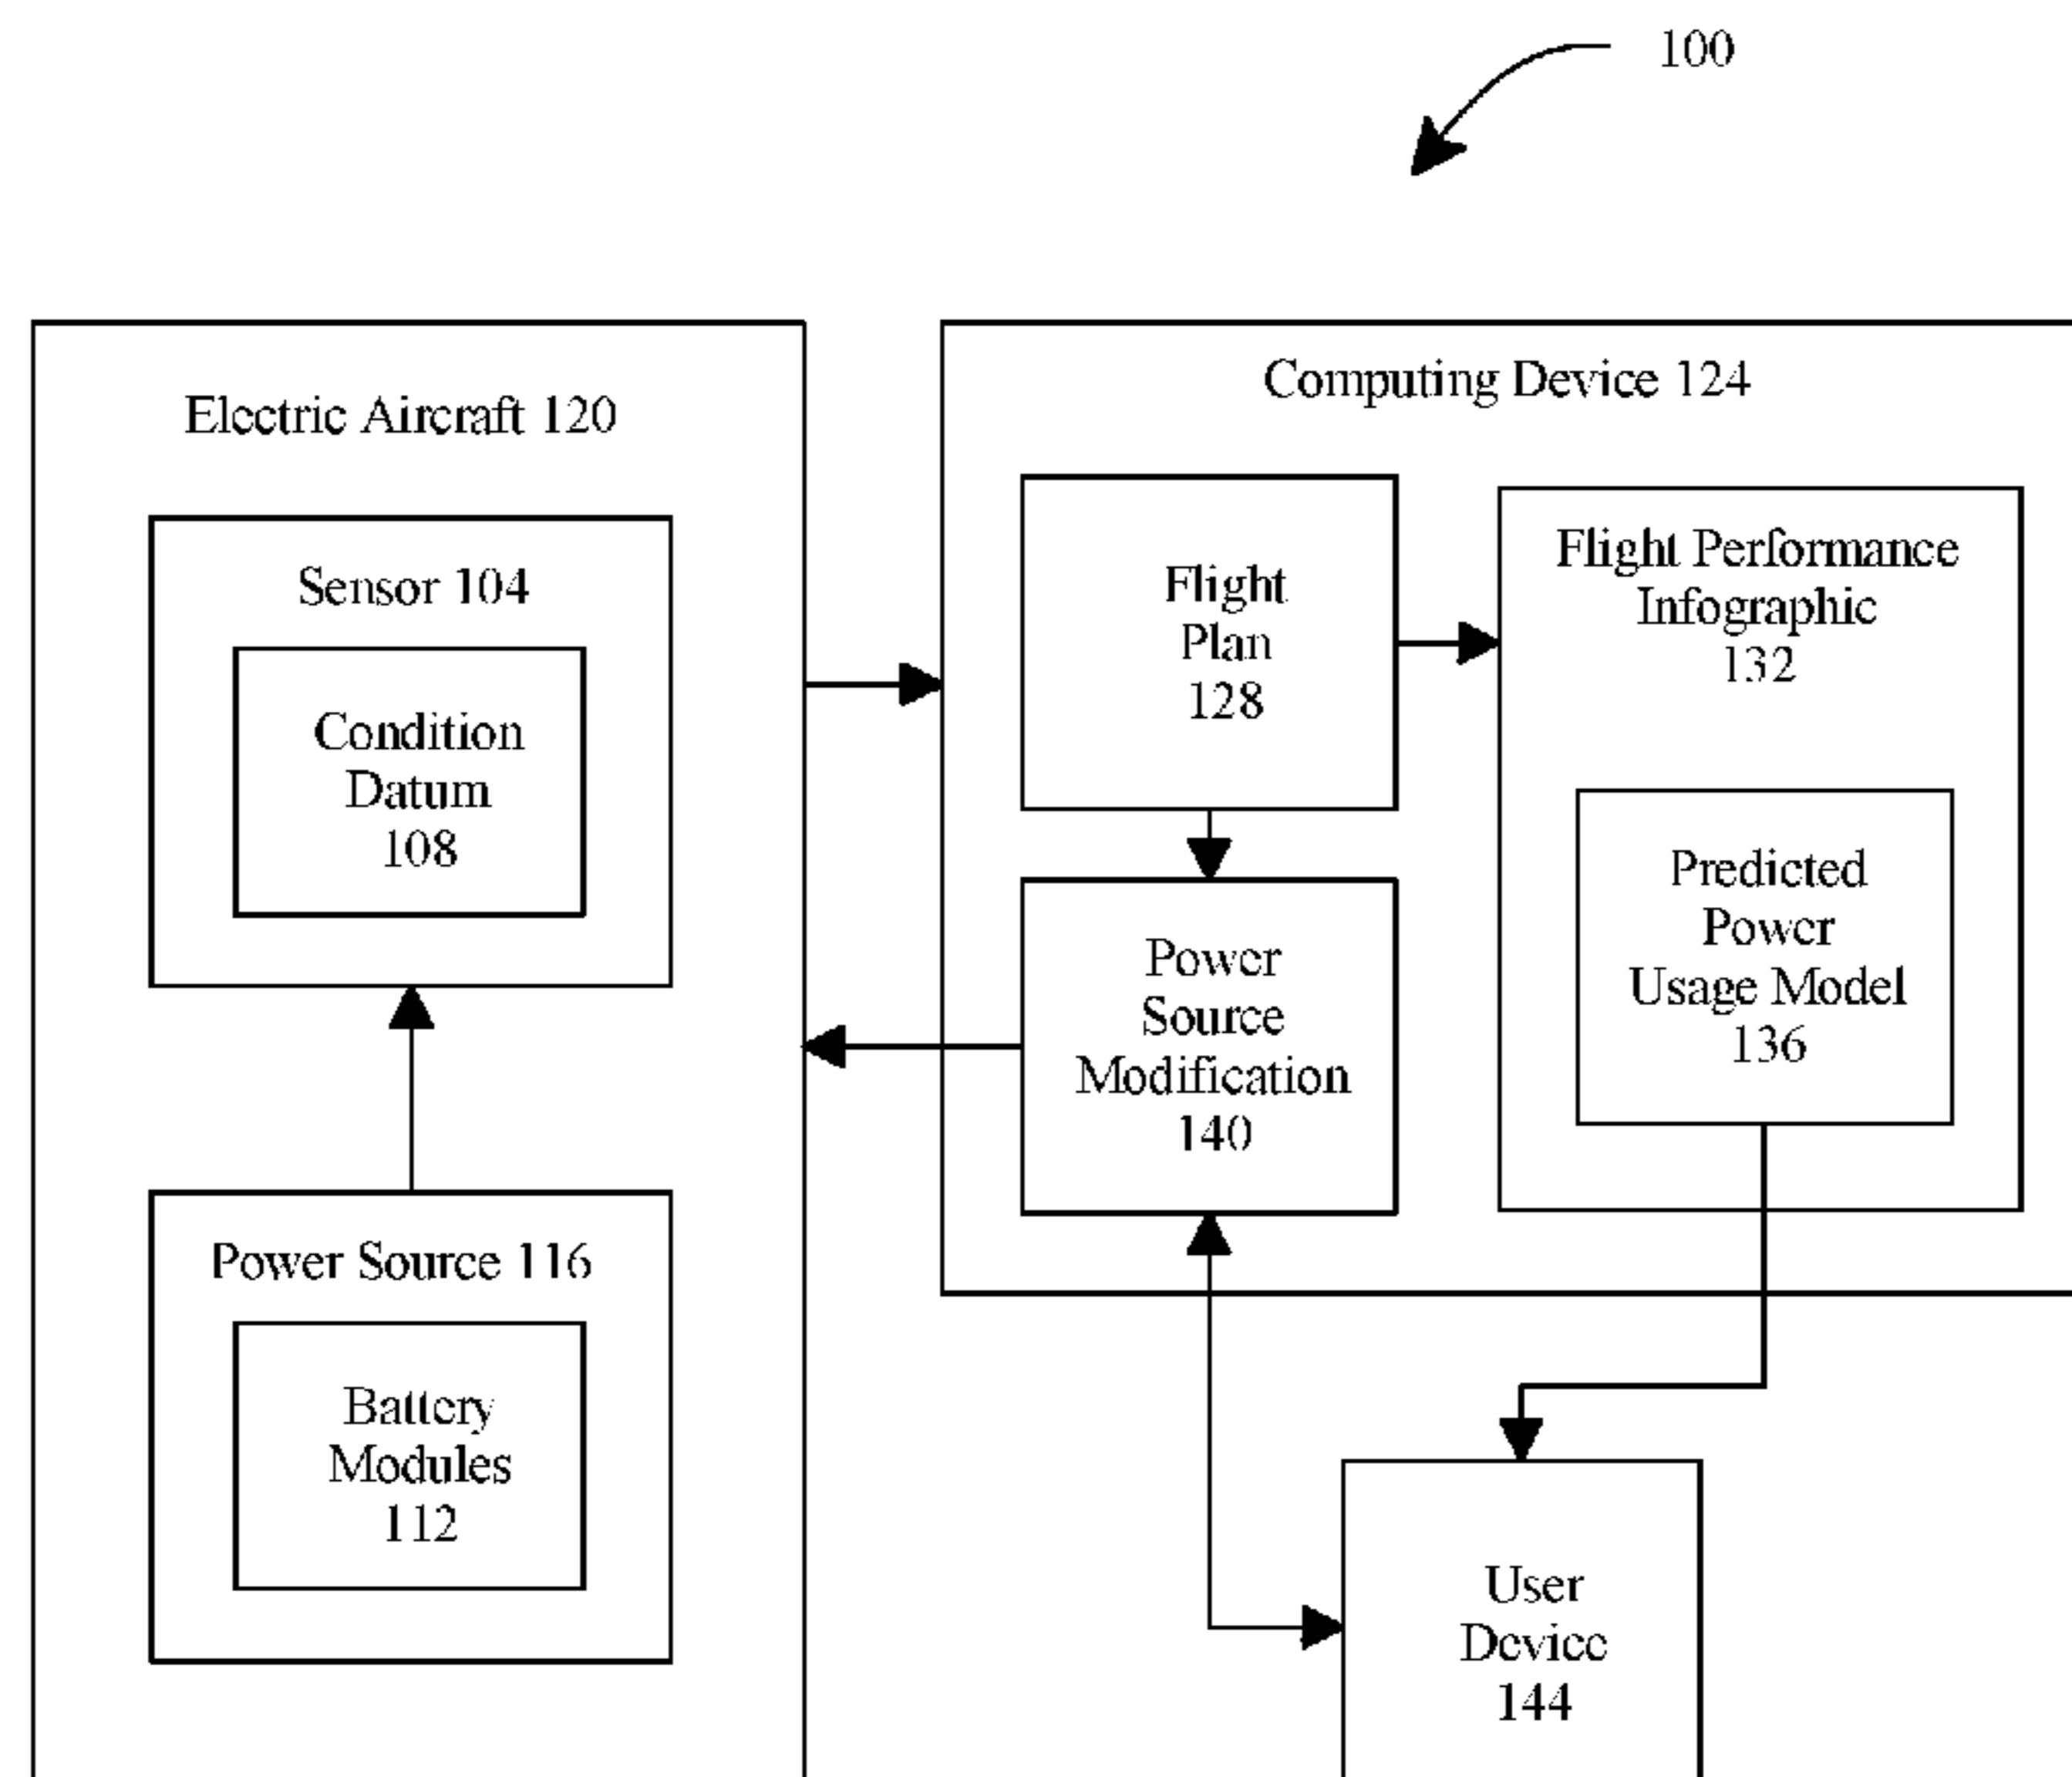 100
Electric Aircraft 120
Sensor 104
Condition
Datum
108
Power Source 116
Battery
Modules
112
Computing Device 124
Flight
Plan
128
Flight Performance
Infographic
132
Predicted
Power
Usage Model
136
Power
Source
Modification
140
User
Device
144